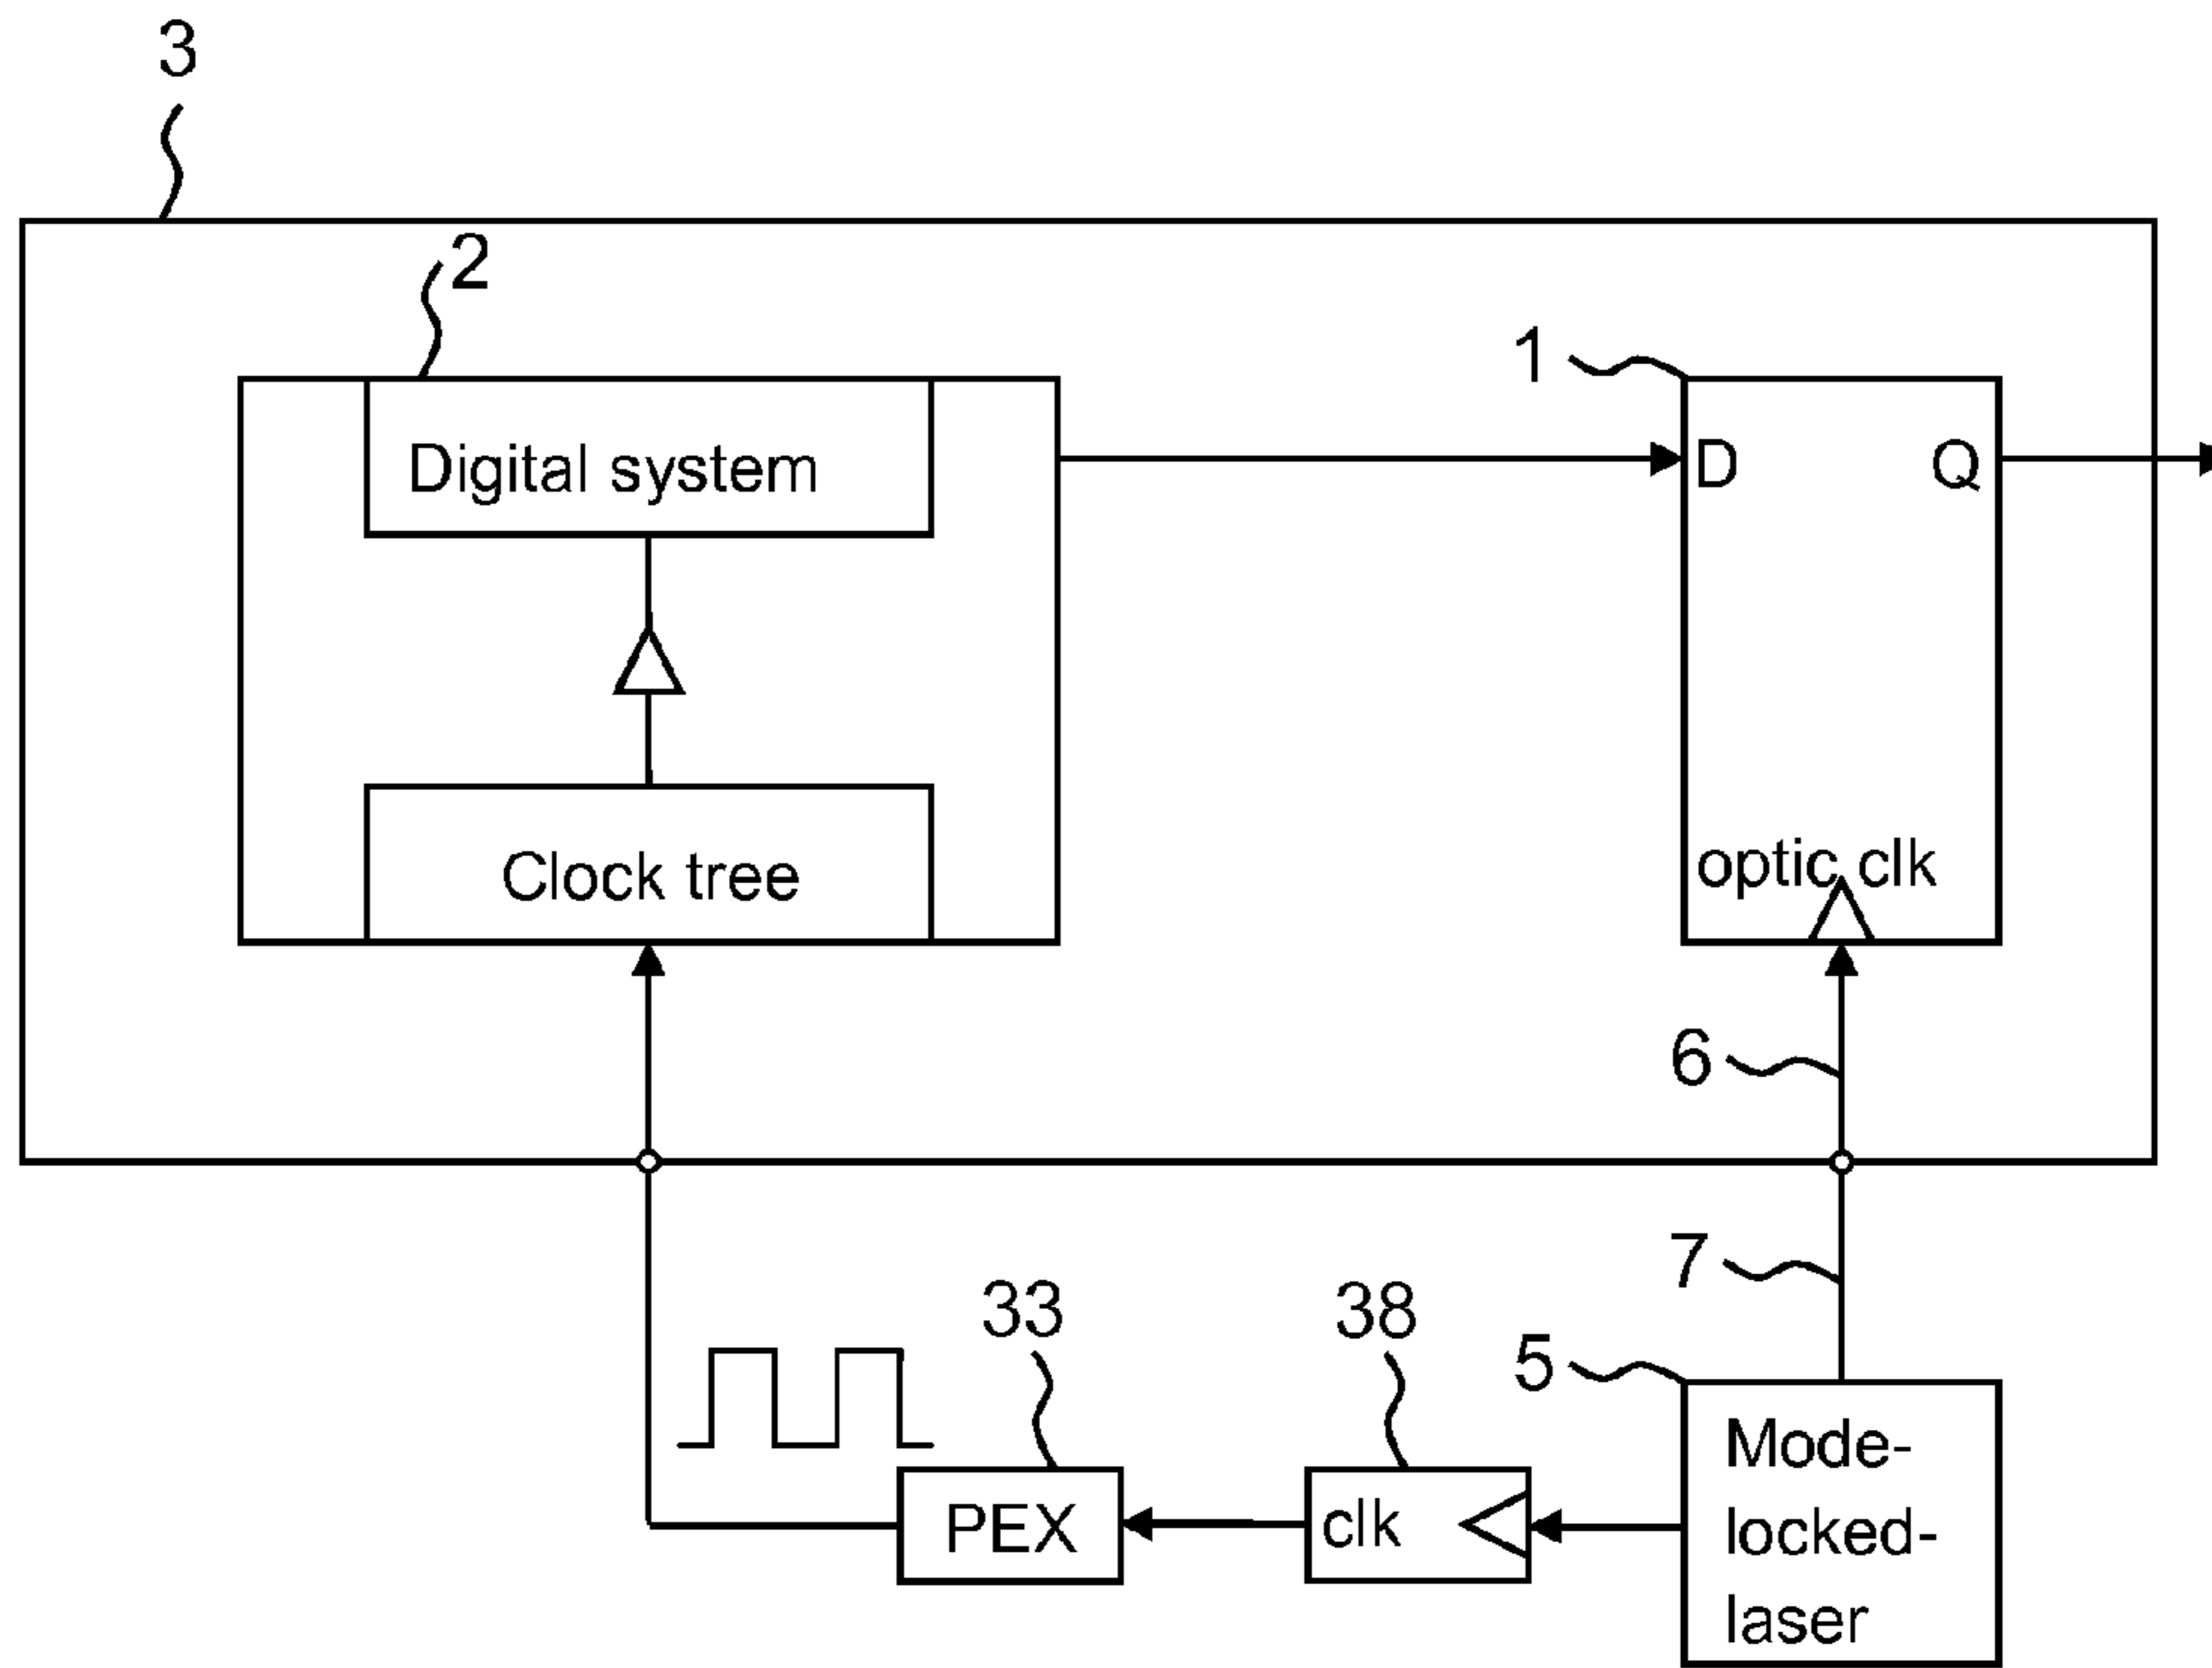 3
2
1
Digital system
D
Q
Clock tree
optic clk
6
7
33
38
5
PEX
clk
Mode-
locked-
laser